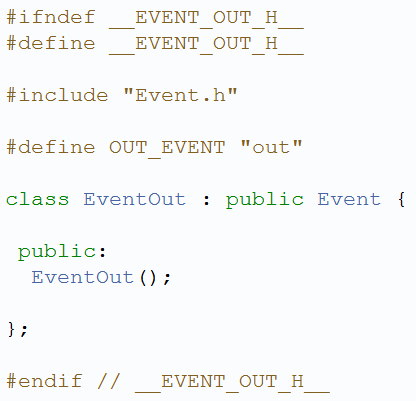 #ifndef __EVENT_OUT_H__
#define __EVENT_OUT_H__

#include "Event.h"

#define OUT_EVENT "out"

class EventOut : public Event {

 public:
  EventOut();

};

#endif // __EVENT_OUT_H__